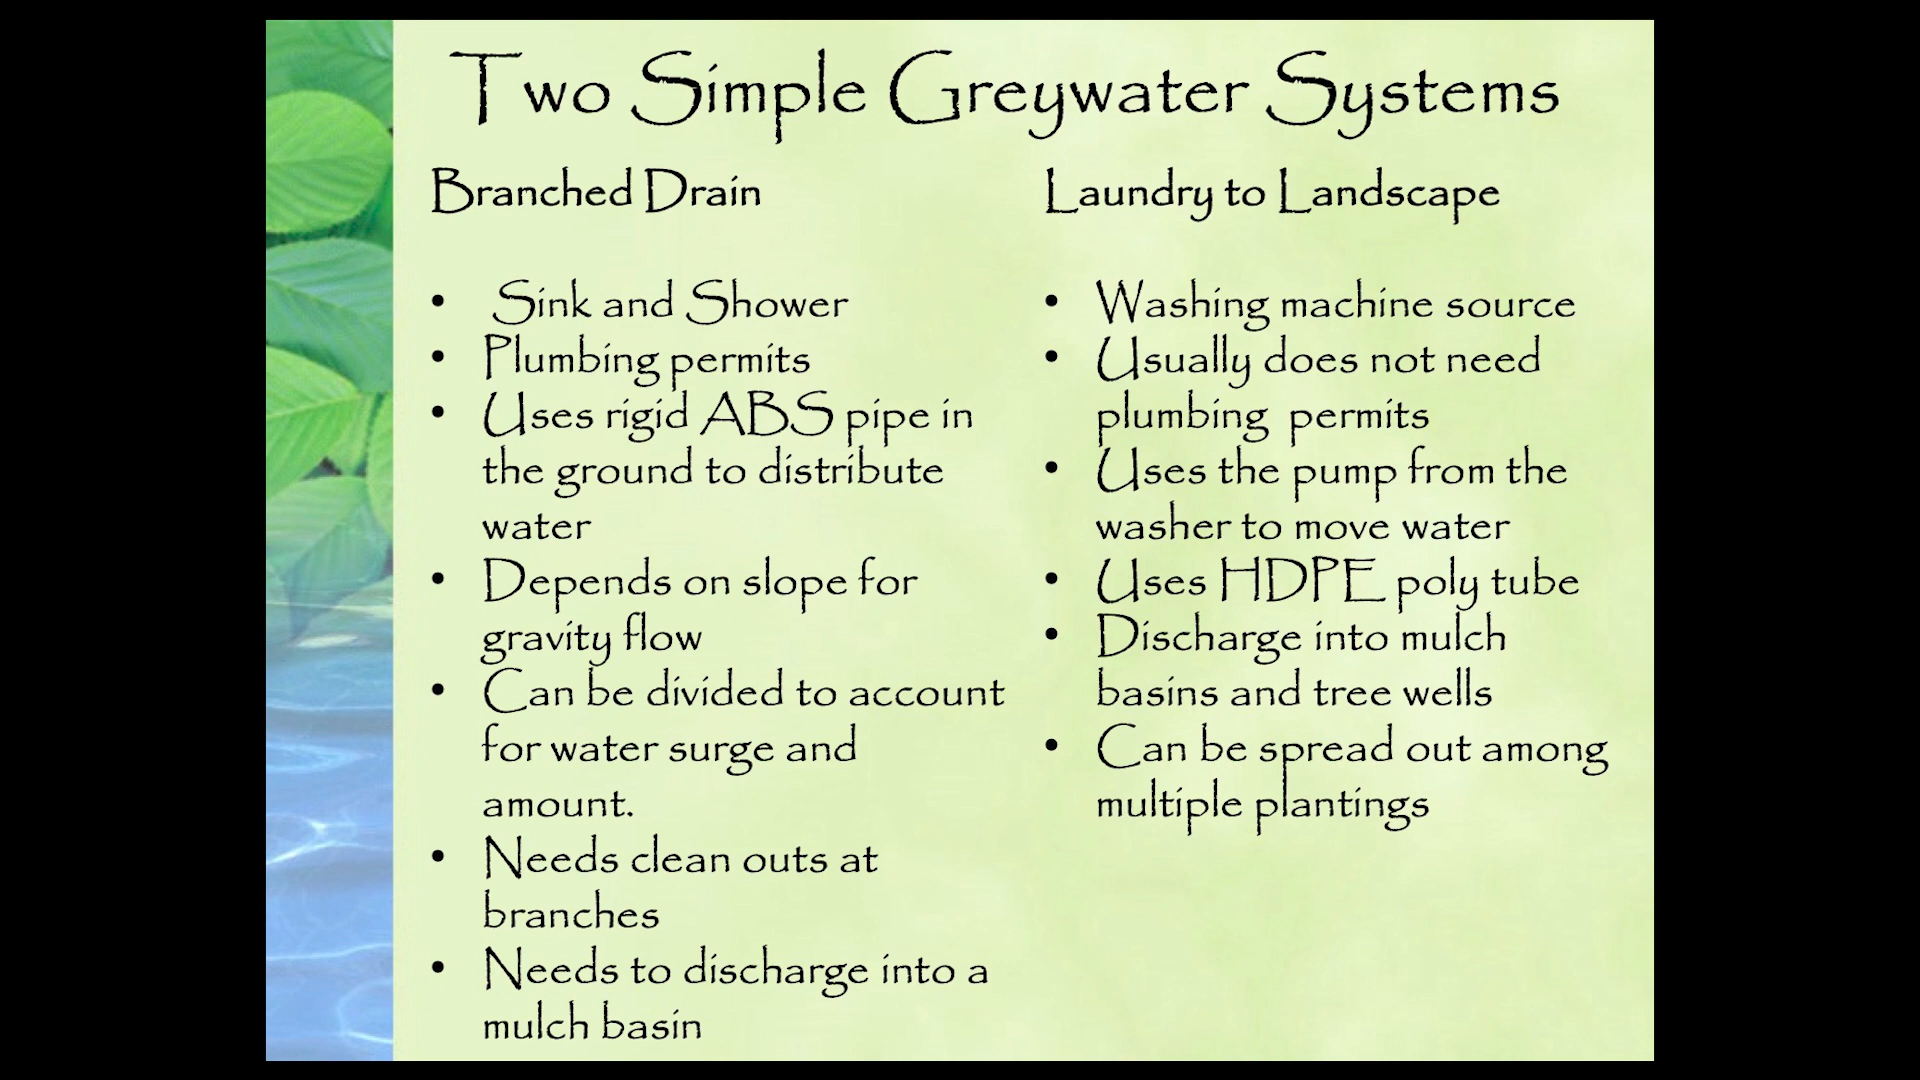 Two Simple Greywater Systems
Branched Drain
• Sink and Shower
• Plumbing permits
• Uses rigid ABS pipe in
the ground to distribute
water
• Depends on slope for
gravity flow
• Can be divided to account
for water surge and
amount.
• Needs clean outs at
branches
• Needs to discharge into a
mulch basin
Laundry to Landscape
• Washing machine source
• Usually does not need
plumbing permits
• Uses the pump from the
washer to move water
• Uses HDPE poly tube
• Discharge into mulch
basins and tree wells
• Can be spread out among
multiple plantings